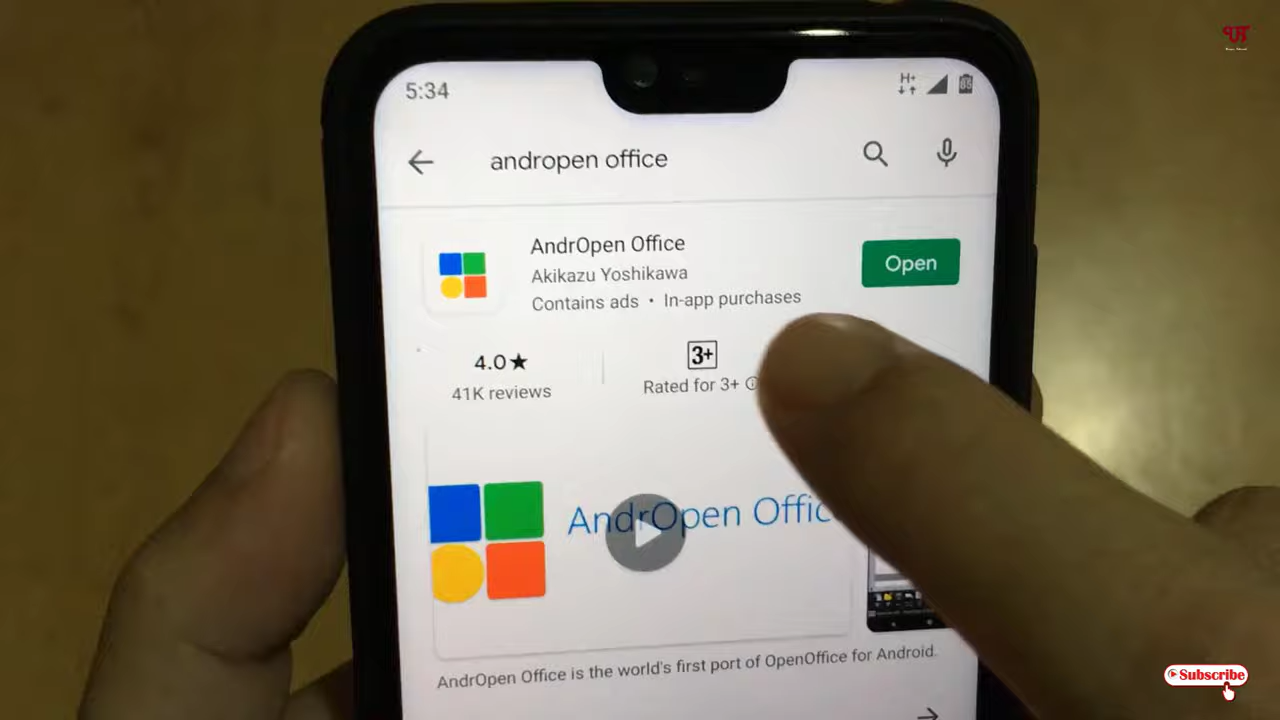 5:34
H+
85
andropen office
AndrOpen Office
Akikazu Yoshikawa
Contains ads • In-app purchases
Open
4.0★
41K reviews
3+
Rated for 3+
AndrOpen Offic
AndrOpen Office is the world's first port of OpenOffice for Android.
Subscribe